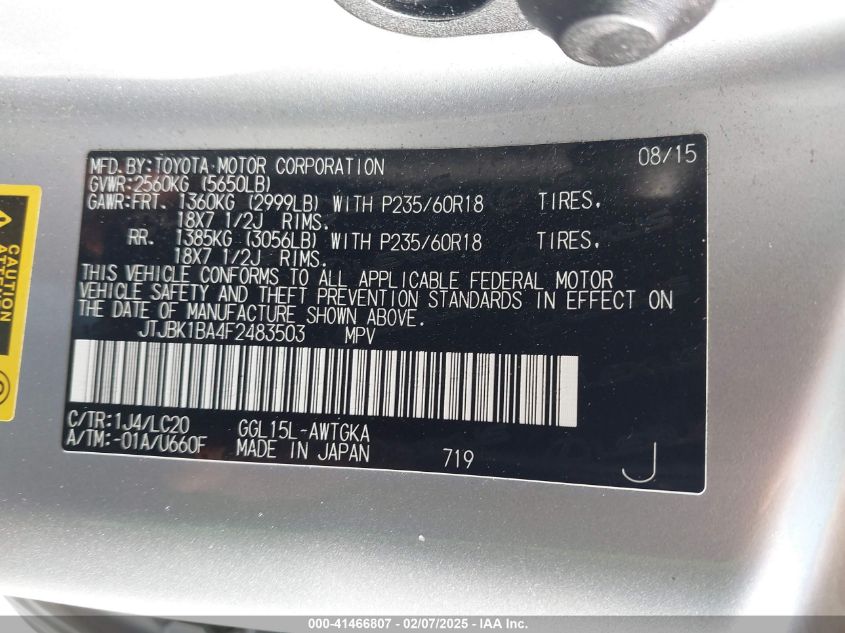 MFD.BY:TOYOTA MOTOR CORPORATION 08/15
GVWR:2560KG (5650LB)
GAWR:FRT. 1360KG (2999LB) WITH P235/60R18 TIRES.
18X7 1/2J RIMS.
RR. 1385KG (3056LB) WITH P235/60R18 TIRES.
18X7 1/2J RIMS.
THIS VEHICLE CONFORMS TO ALL APPLICABLE FEDERAL MOTOR
VEHICLE SAFETY AND THEFT PREVENTION STANDARDS IN EFFECT ON
THE DATE OF MANUFACTURE SHOWN ABOVE.
JTJBK1BA4F2483503 MPV
C/TR:1J4/LC20 GGL15L-AWTGKA
A/TM:-01A/U660F MADE IN JAPAN 719 J
CAUTION
000-41466807 - 02/07/2025 - IAA Inc.